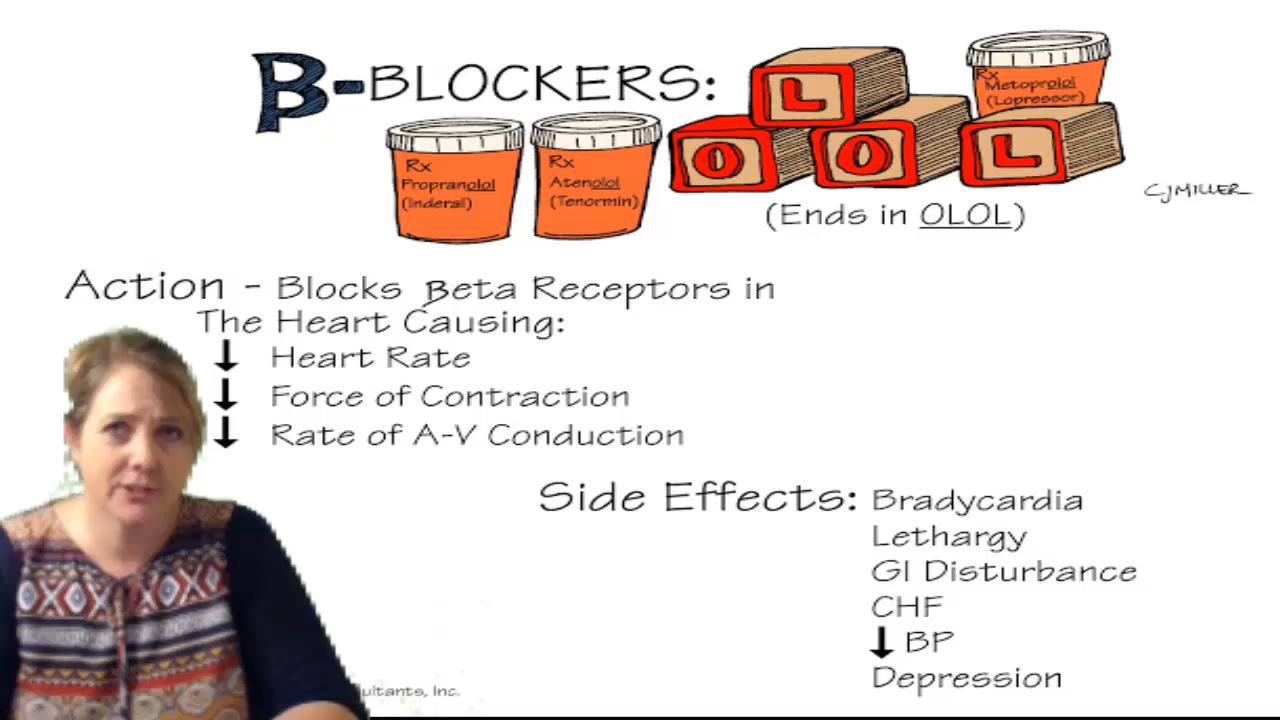 β-BLOCKERS:
L
O O L
Rx
Metoprolol
(Lopressor)
Rx
Propranolol
(Inderal)
Rx
Atenolol
(Tenormin)
(Ends in OLOL)
CJMILLER
Action - Blocks Beta Receptors in
The Heart Causing:
↓ Heart Rate
↓ Force of Contraction
↓ Rate of A-V Conduction
Side Effects: Bradycardia
Lethargy
GI Disturbance
CHF
↓ BP
Depression
Inc.